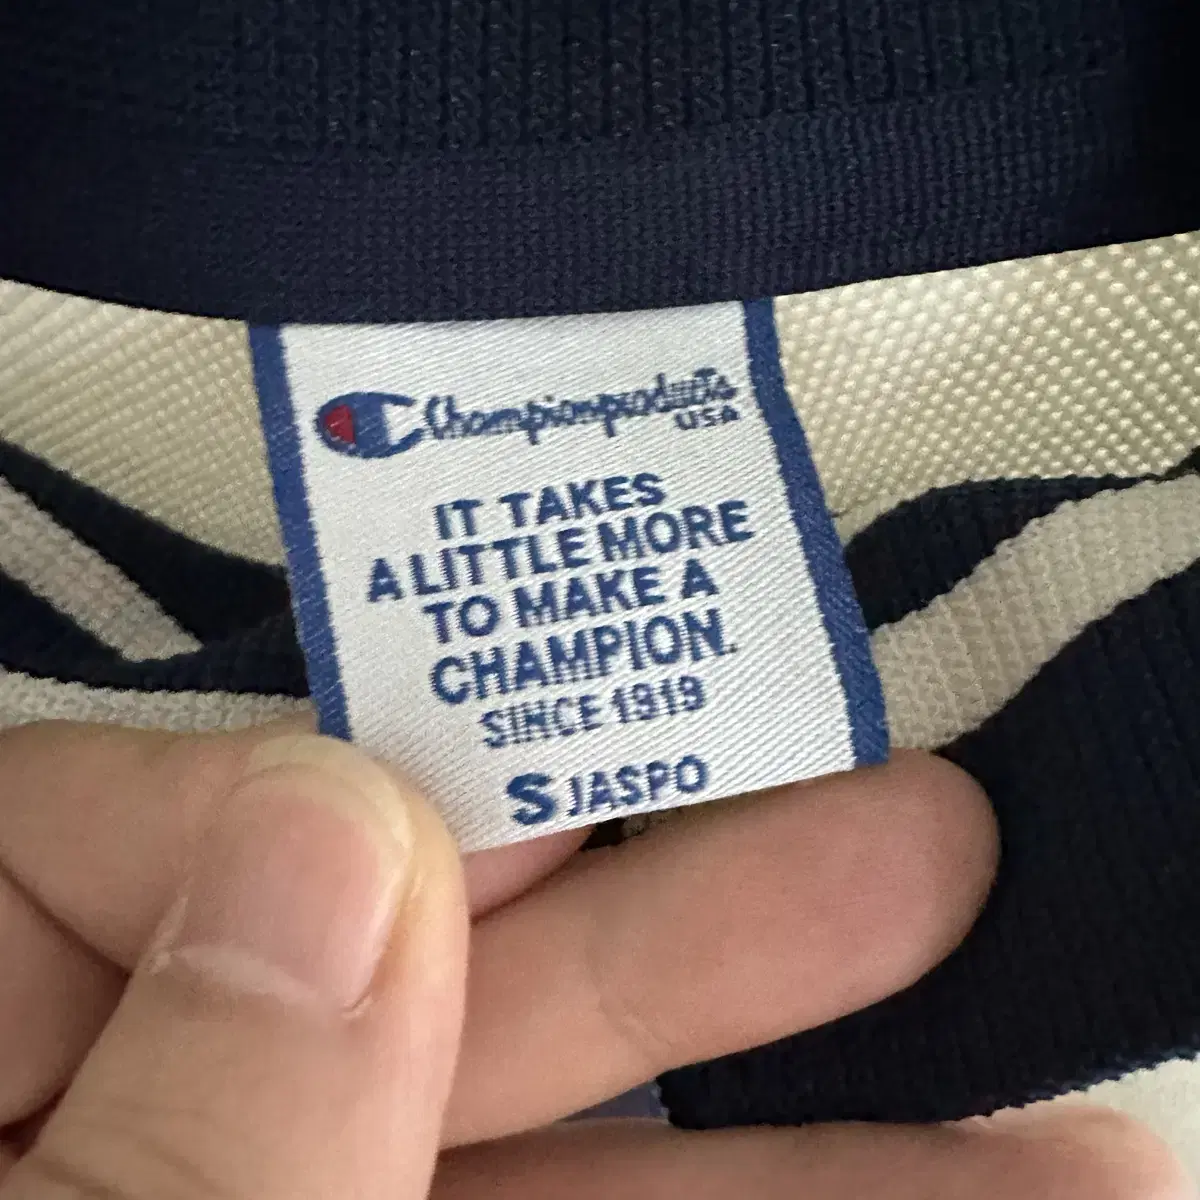 Championproducts
USA
IT TAKES
A LITTLE MORE
TO MAKE A
CHAMPION.
SINCE 1919
S JASPO